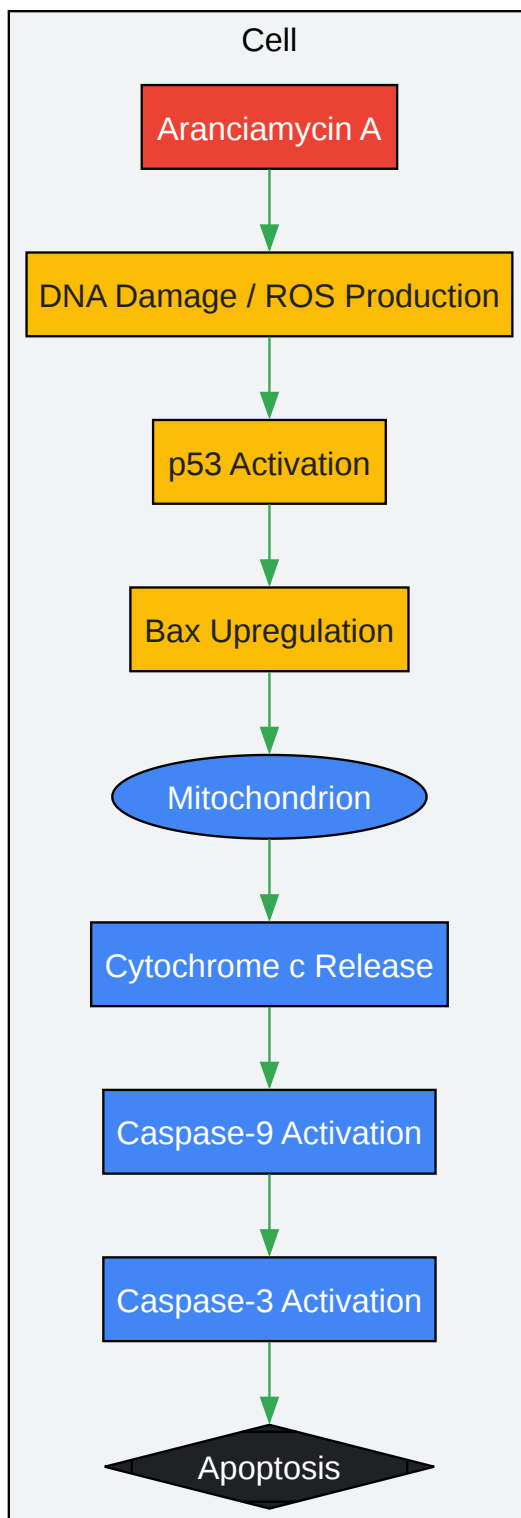 Cell
Aranciamycin A
DNA Damage / ROS Production
p53 Activation
Bax Upregulation
Mitochondrion
Cytochrome c Release
Caspase-9 Activation
Caspase-3 Activation
Apoptosis